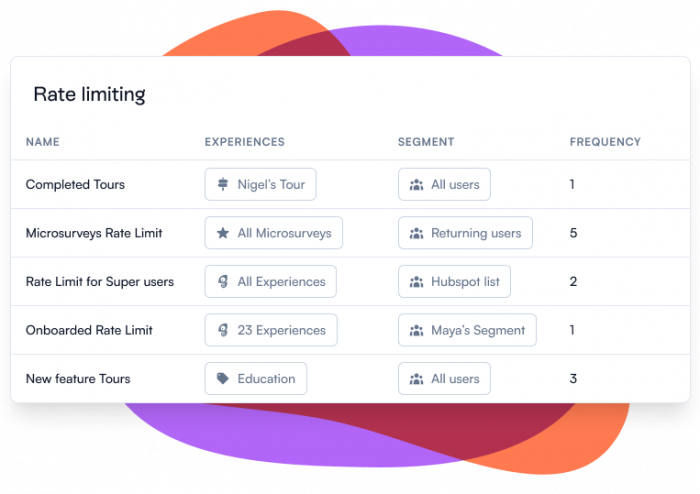 Rate limiting
NAME EXPERIENCES SEGMENT FREQUENCY
Completed Tours Nigel's Tour All users 1
Microsurveys Rate Limit All Microsurveys Returning users 5
Rate Limit for Super users All Experiences Hubspot list 2
Onboarded Rate Limit 23 Experiences Maya's Segment 1
New feature Tours Education All users 3